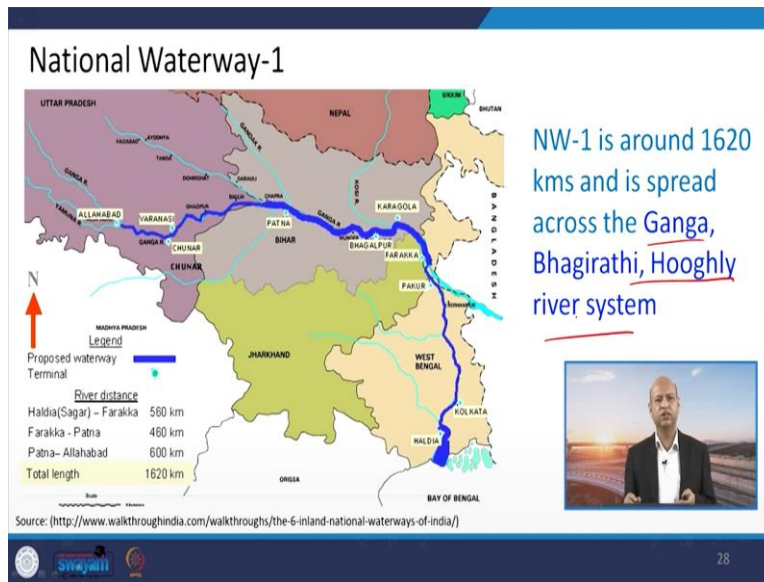 National Waterway-1
UTTAR PRADESH
NEPAL
SIKKIM
BHUTAN
GANDAK R.
FAIZABAD
AYODHYA
TANDA
DOHRIGHAT
BARAULI
KOSI R.
GANGA R.
YAMUNA R.
ALLAHABAD
VARANASI
GHAZIPUR
BALLIA
CHAPRA
PATNA
GANGA R.
KARAGOLA
BANGLADESH
GANGA R.
CHUNAR
CHUNAR
BIHAR
MUNGER
BHAGALPUR
FARAKKA
PAKUR
N
MADHYA PRADESH
Legend
Proposed waterway
Terminal
JHARKHAND
WEST
BENGAL
KOLKATA
HALDIA
River distance
Haldia(Sagar) – Farakka 560 km
Farakka - Patna 460 km
Patna– Allahabad 600 km
Total length 1620 km
Scale
ORISSA
BAY OF BENGAL
NW-1 is around 1620
kms and is spread
across the Ganga,
Bhagirathi, Hooghly
river system
Source: (http://www.walkthroughindia.com/walkthroughs/the-6-inland-national-waterways-of-india/)
swayam
28